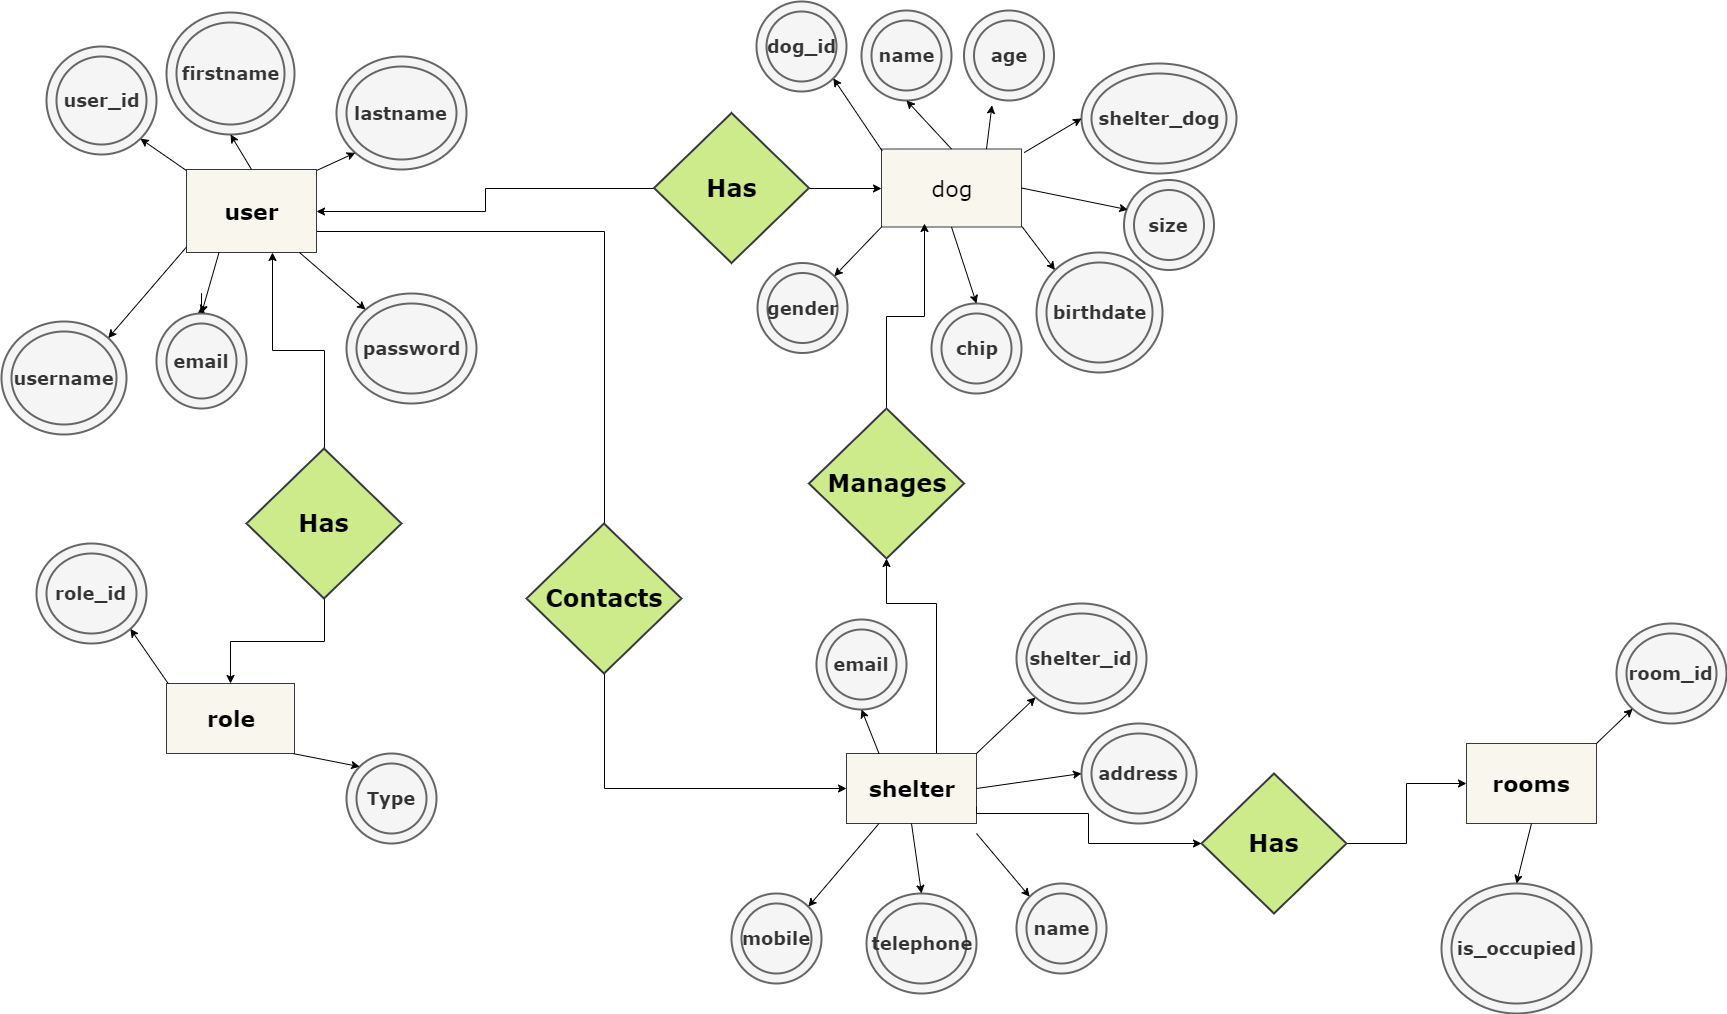 dog_id
name
age
firstname
user_id
lastname
shelter_dog
Has
dog
user
size
gender
birthdate
chip
password
email
username
Manages
Has
role_id
Contacts
shelter_id
email
room_id
role
address
rooms
shelter
Type
Has
name
mobile
telephone
is_occupied